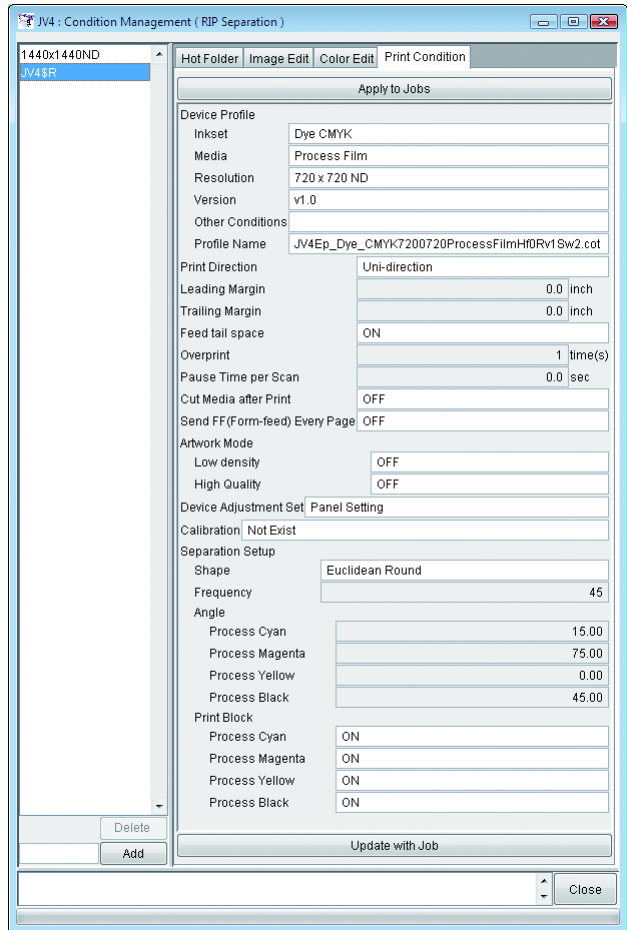 JV4 : Condition Management ( RIP Separation )
1440x1440ND
JV4$R
Hot Folder Image Edit Color Edit Print Condition
Apply to Jobs
Device Profile
Inkset Dye CMYK
Media Process Film
Resolution 720 x 720 ND
Version v1.0
Other Conditions
Profile Name JV4Ep_Dye_CMYK7200720ProcessFilmHf0Rv1Sw2.cot
Print Direction Uni-direction
Leading Margin 0.0 inch
Trailing Margin 0.0 inch
Feed tail space ON
Overprint 1 time(s)
Pause Time per Scan 0.0 sec
Cut Media after Print OFF
Send FF(Form-feed) Every Page OFF
Artwork Mode
Low density OFF
High Quality OFF
Device Adjustment Set Panel Setting
Calibration Not Exist
Separation Setup
Shape Euclidean Round
Frequency 45
Angle
Process Cyan 15.00
Process Magenta 75.00
Process Yellow 0.00
Process Black 45.00
Print Block
Process Cyan ON
Process Magenta ON
Process Yellow ON
Process Black ON
Delete
Add
Update with Job
Close